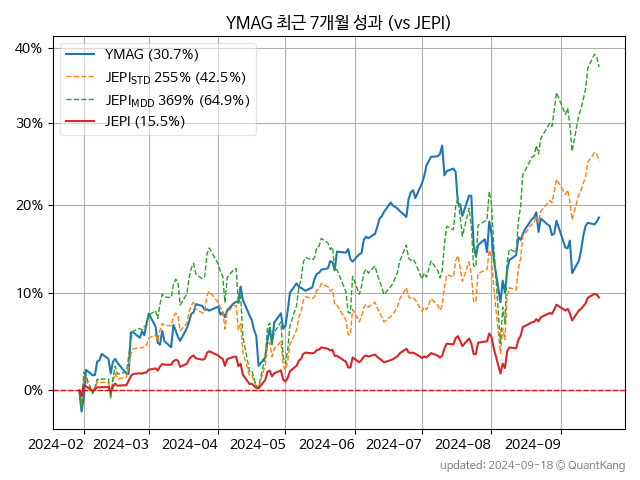 YMAG 최근 7개월 성과 (vs JEPI)
YMAG (30.7%)
JEPI_STD 255% (42.5%)
JEPI_MDD 369% (64.9%)
JEPI (15.5%)
40%
30%
20%
10%
0%
2024-02 2024-03 2024-04 2024-05 2024-06 2024-07 2024-08 2024-09
updated: 2024-09-18 @ QuantKang